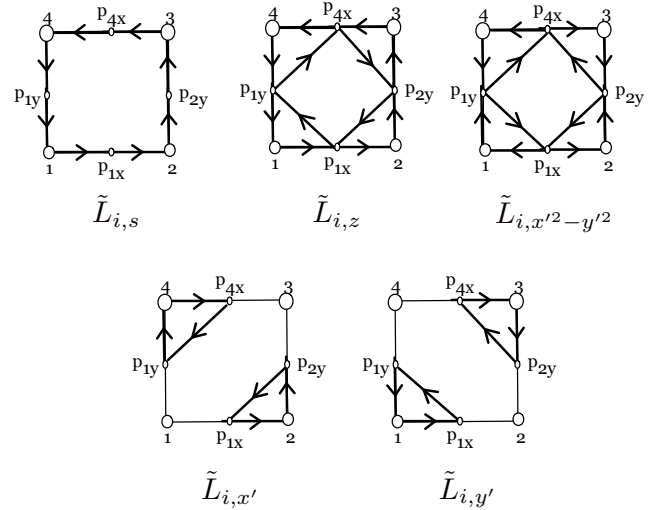 4 p4x 3 4 p4x 3 4 p4x 3
p1y p2y p1y p2y p1y p2y
1 p1x 2 1 p1x 2 1 p1x 2
L̃i,s L̃i,z L̃i,x′²−y′²
4 p4x 3 4 p4x 3
p1y p2y p1y p2y
1 p1x 2 1 p1x 2
L̃i,x′ L̃i,y′